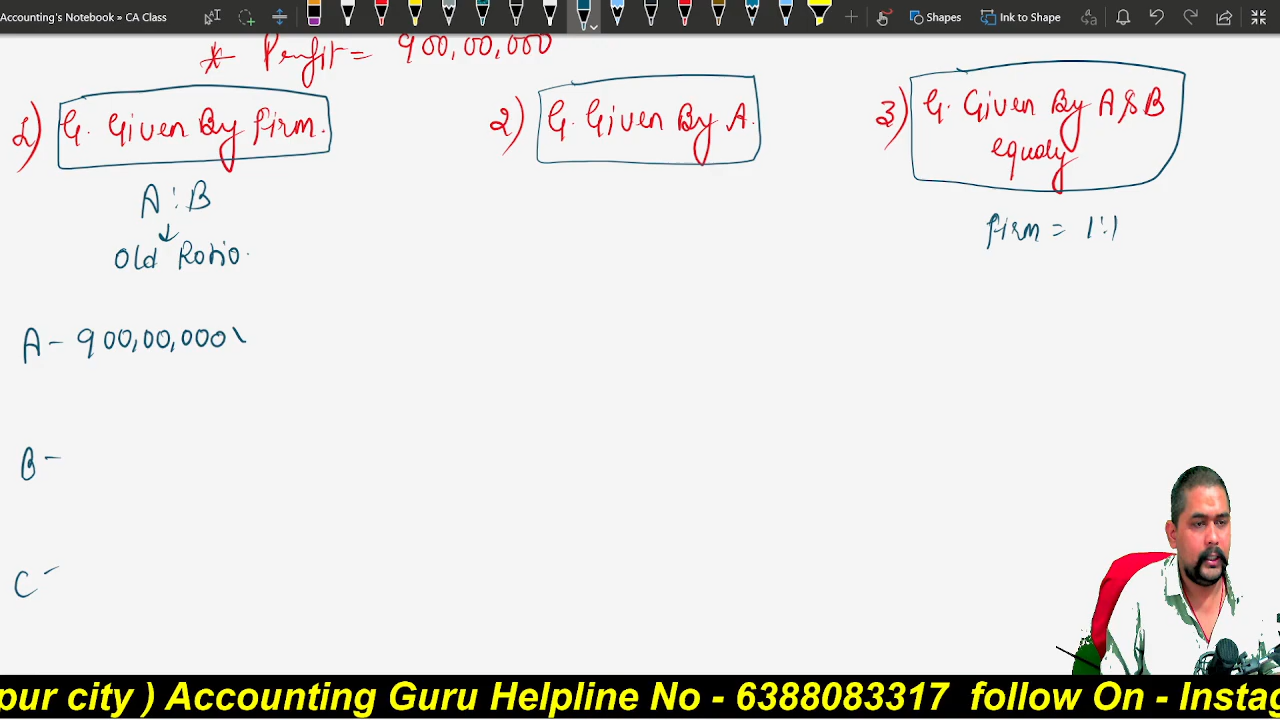 Accounting's Notebook » CA Class
Shapes
Ink to Shape
* Profit = 900,00,000
1) G. Given By firm.
2) G. Given By A.
3) G. Given By A & B
equaly
A : B
Old Ratio.
firm = 1:1
A - 900,00,000\
B -
C -
pur city ) Accounting Guru Helpline No - 6388083317 follow On - Instag